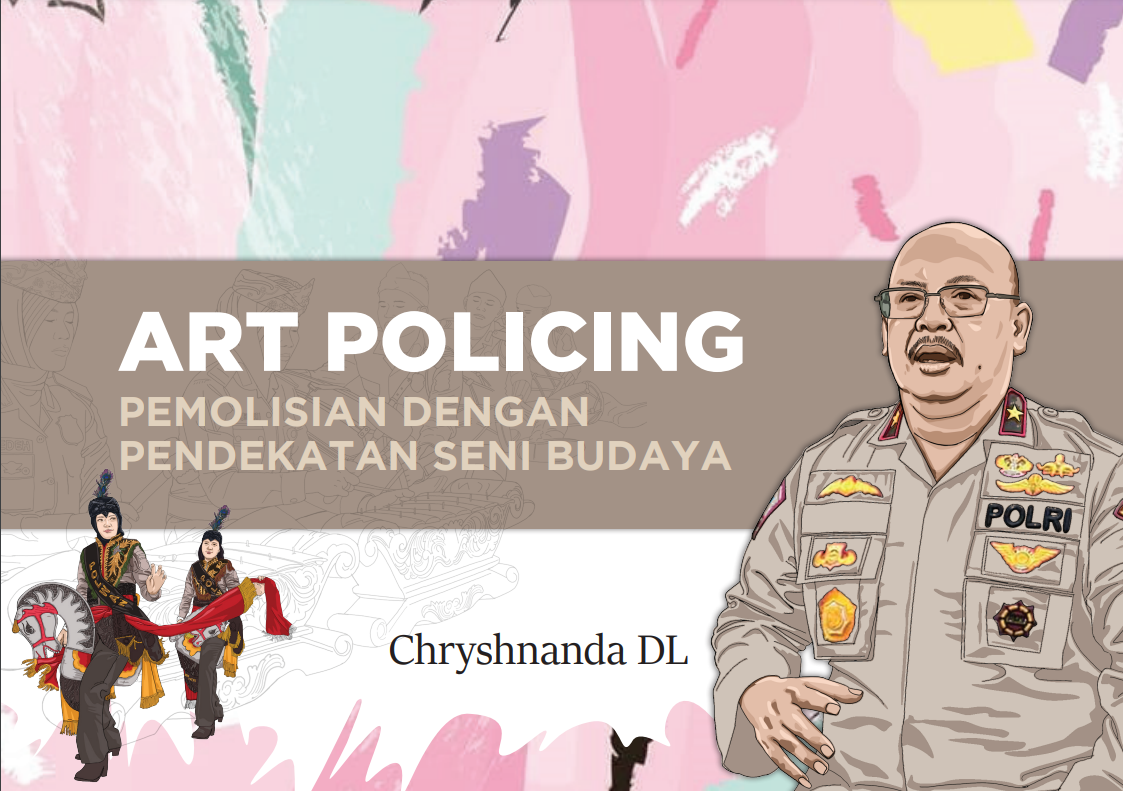 ART POLICING
PEMOLISIAN DENGAN
PENDEKATAN SENI BUDAYA
POLRI
Chryshnanda DL